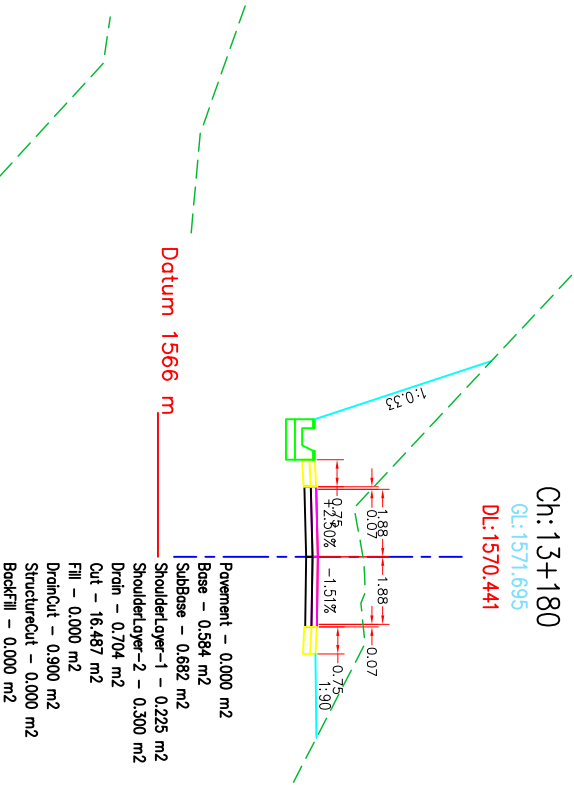 Ch: 13+180
GL:1571.695
DL:1570.441
1:0.33
1.88
1.88
0.07
0.07
0.75
0.75
+2.50%
-1.51%
1:90
Datum 1566 m
Pavement - 0.000 m2
Base - 0.584 m2
SubBase - 0.682 m2
ShoulderLayer-1 - 0.225 m2
ShoulderLayer-2 - 0.300 m2
Drain - 0.704 m2
Cut - 16.487 m2
Fill - 0.000 m2
DrainCut - 0.900 m2
StructureCut - 0.000 m2
BackFill - 0.000 m2